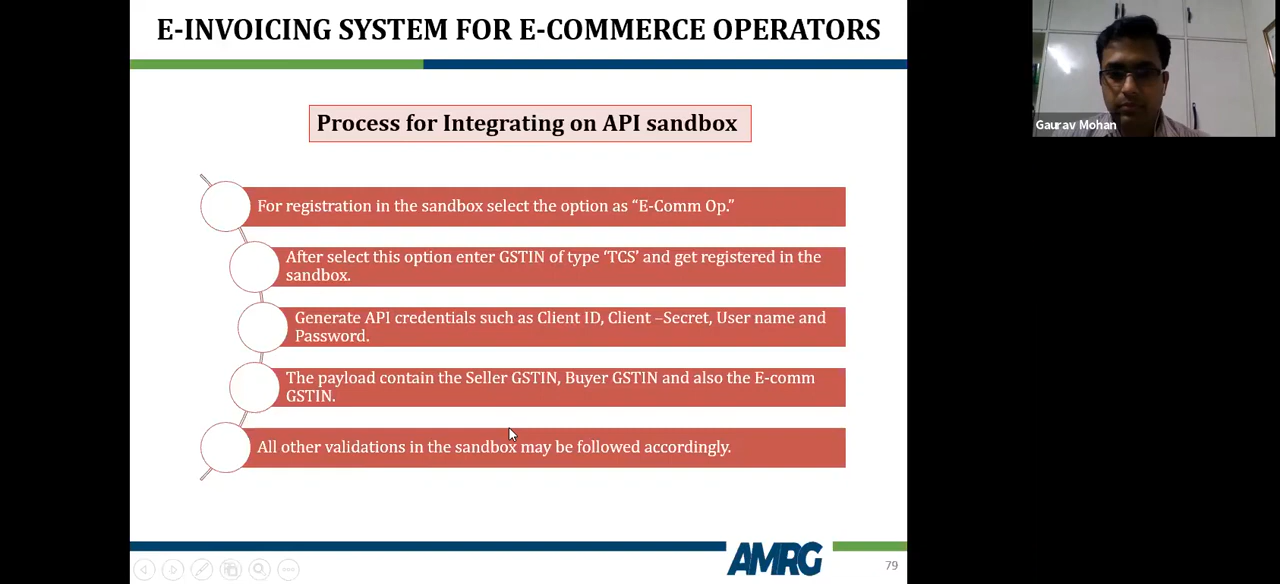 E-INVOICING SYSTEM FOR E-COMMERCE OPERATORS
Gaurav Mohan
Process for Integrating on API sandbox
For registration in the sandbox select the option as “E-Comm Op.”
After select this option enter GSTIN of type ‘TCS’ and get registered in the
sandbox.
Generate API credentials such as Client ID, Client –Secret, User name and
Password.
The payload contain the Seller GSTIN, Buyer GSTIN and also the E-comm
GSTIN.
All other validations in the sandbox may be followed accordingly.
AMRG
79